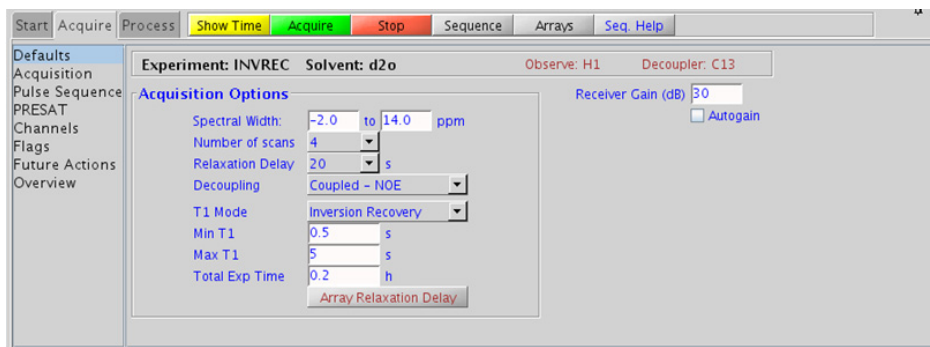 Start Acquire Process Show Time Acquire Stop Sequence Arrays Seq. Help
Defaults
Acquisition
Pulse Sequence
PRESAT
Channels
Flags
Future Actions
Overview
Experiment: INVREC Solvent: d2o Observe: H1 Decoupler: C13
Acquisition Options
Spectral Width: -2.0 to 14.0 ppm
Number of scans 4
Relaxation Delay 20 s
Decoupling Coupled - NOE
T1 Mode Inversion Recovery
Min T1 0.5 s
Max T1 5 s
Total Exp Time 0.2 h
Array Relaxation Delay
Receiver Gain (dB) 30
Autogain